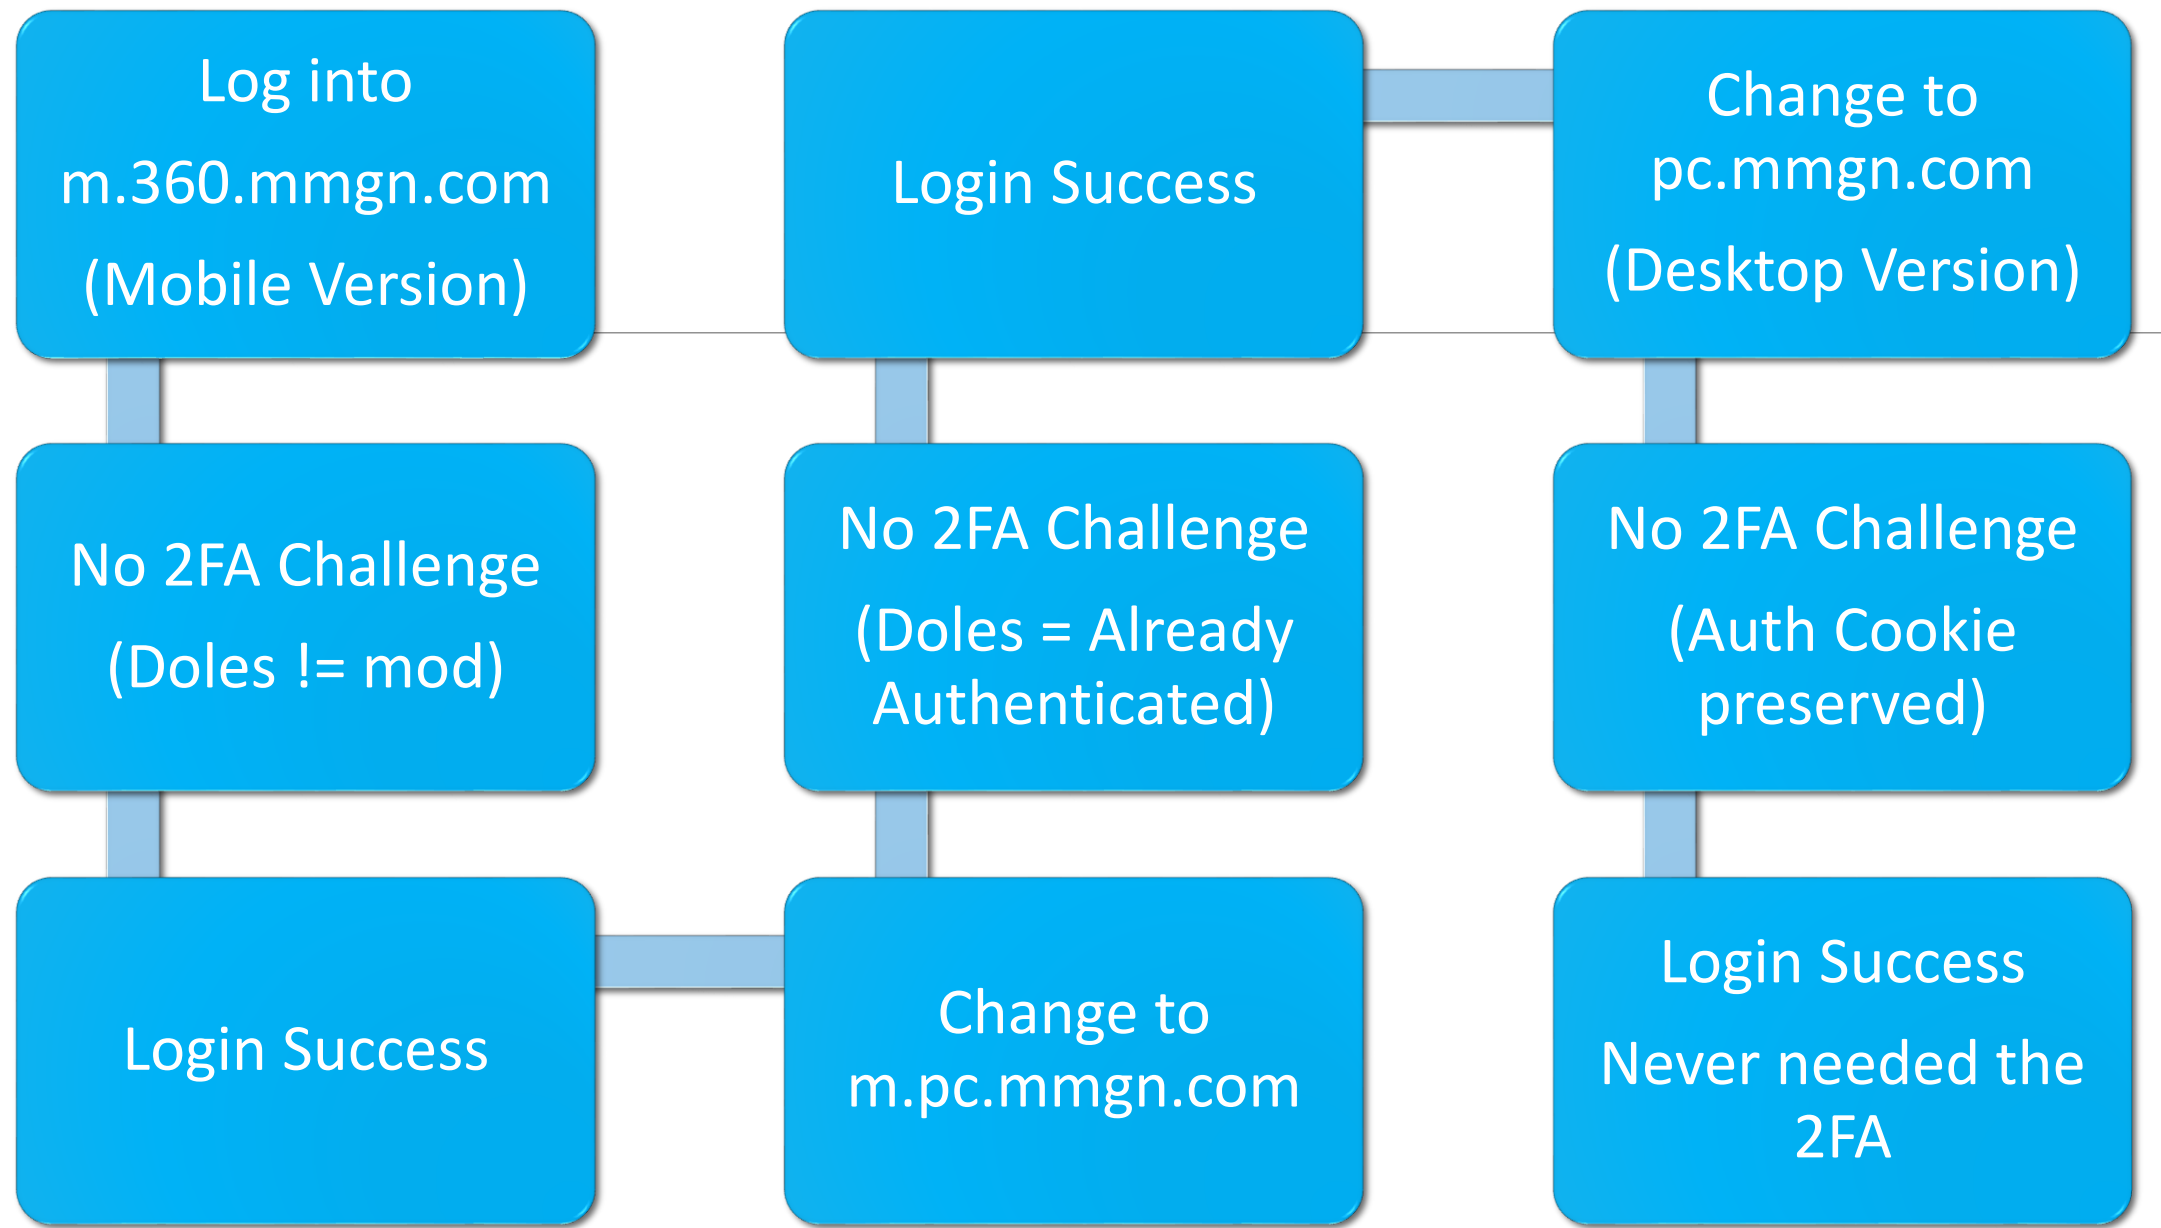 Log into
m.360.mmgn.com
(Mobile Version)
No 2FA Challenge
(Doles != mod)
Login Success
Change to
m.pc.mmgn.com
No 2FA Challenge
(Doles = Already
Authenticated)
Login Success
Change to
pc.mmgn.com
(Desktop Version)
No 2FA Challenge
(Auth Cookie
preserved)
Login Success
Never needed the
2FA